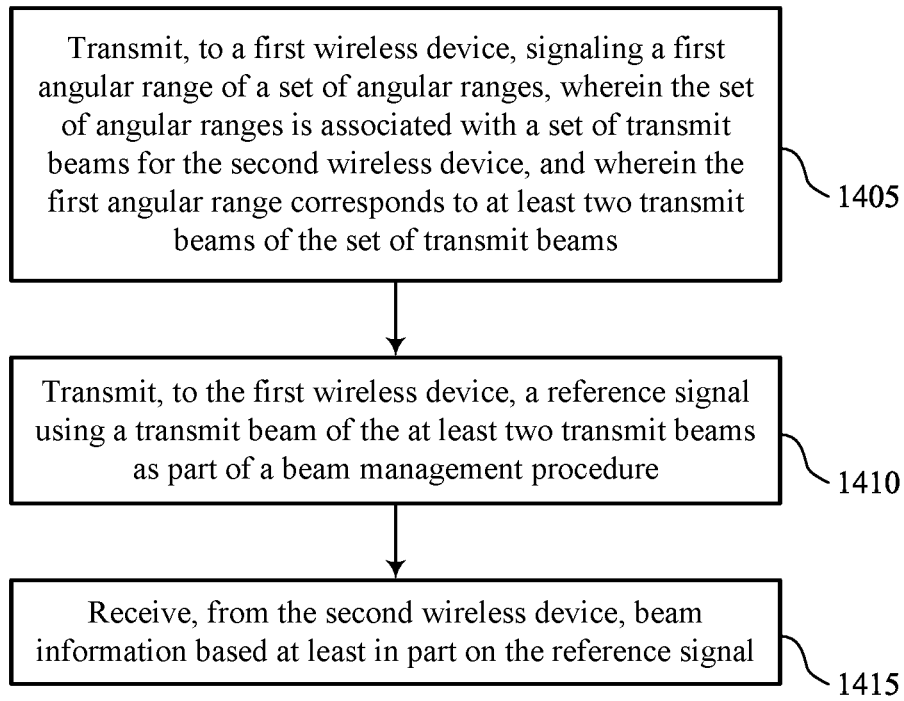 Transmit, to a first wireless device, signaling a first
angular range of a set of angular ranges, wherein the set
of angular ranges is associated with a set of transmit
beams for the second wireless device, and wherein the
first angular range corresponds to at least two transmit
beams of the set of transmit beams
1405
Transmit, to the first wireless device, a reference signal
using a transmit beam of the at least two transmit beams
as part of a beam management procedure
1410
Receive, from the second wireless device, beam
information based at least in part on the reference signal
1415